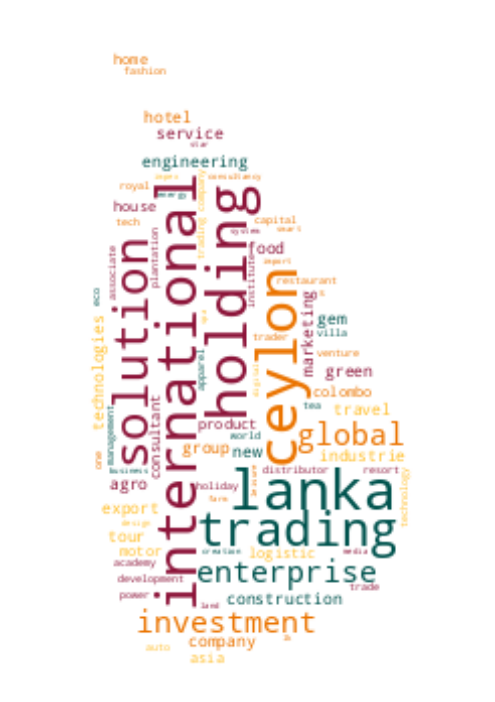 home
fashion
hotel
service
star
engineering
consultancy
royal
energy
house
tech
trading
company
capital
system
smart
solution
international
holding
ceylon
associate
plantation
institute
food
import
restaurant
eco
technologies
apparel
marketing
gem
villa
trader
venture
digital
green
colombo
tea
travel
management
consultant
product
world
group
new
global
industrie
one
business
agro
holiday
distributor
resort
technology
lanka
export
farm
design
trading
tour
motor
creation
logistic
media
academy
development
enterprise
trade
power
land
construction
investment
company
auto
asia